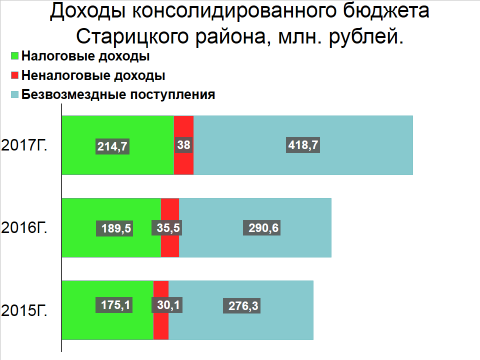 Доходы консолидированного бюджета
Старицкого района, млн. рублей.
Налоговые доходы
Неналоговые доходы
Безвозмездные поступления
2017Г. 214,7 38 418,7
2016Г. 189,5 35,5 290,6
2015Г. 175,1 30,1 276,3